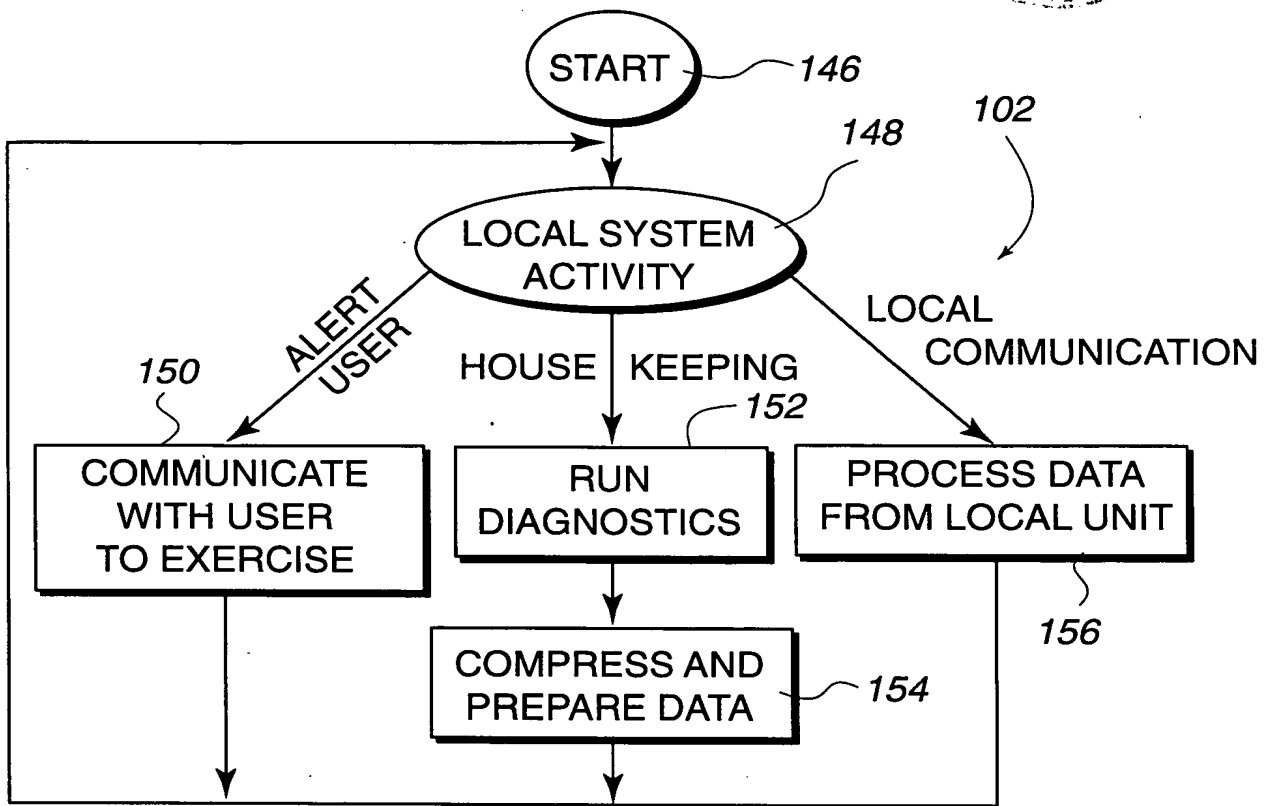 START
146
102
148
LOCAL SYSTEM
ACTIVITY
ALERT
USER
HOUSE KEEPING
LOCAL
COMMUNICATION
150
152
COMMUNICATE
WITH USER
TO EXERCISE
RUN
DIAGNOSTICS
PROCESS DATA
FROM LOCAL UNIT
156
COMPRESS AND
PREPARE DATA
154